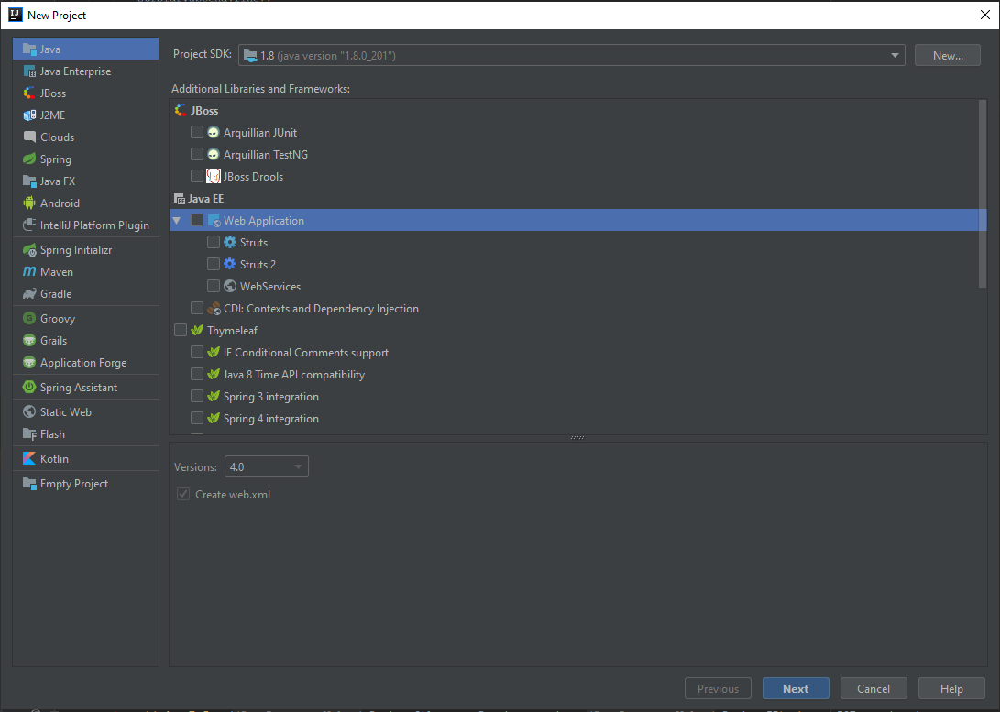 New Project
Java
Java Enterprise
JBoss
J2ME
Clouds
Spring
Java FX
Android
IntelliJ Platform Plugin
Spring Initializr
Maven
Gradle
Groovy
Grails
Application Forge
Spring Assistant
Static Web
Flash
Kotlin
Empty Project
Project SDK: 1.8 (java version "1.8.0_201") New...
Additional Libraries and Frameworks:
JBoss
Arquillian JUnit
Arquillian TestNG
JBoss Drools
Java EE
Web Application
Struts
Struts 2
WebServices
CDI: Contexts and Dependency Injection
Thymeleaf
IE Conditional Comments support
Java 8 Time API compatibility
Spring 3 integration
Spring 4 integration
Versions: 4.0
Create web.xml
Previous Next Cancel Help